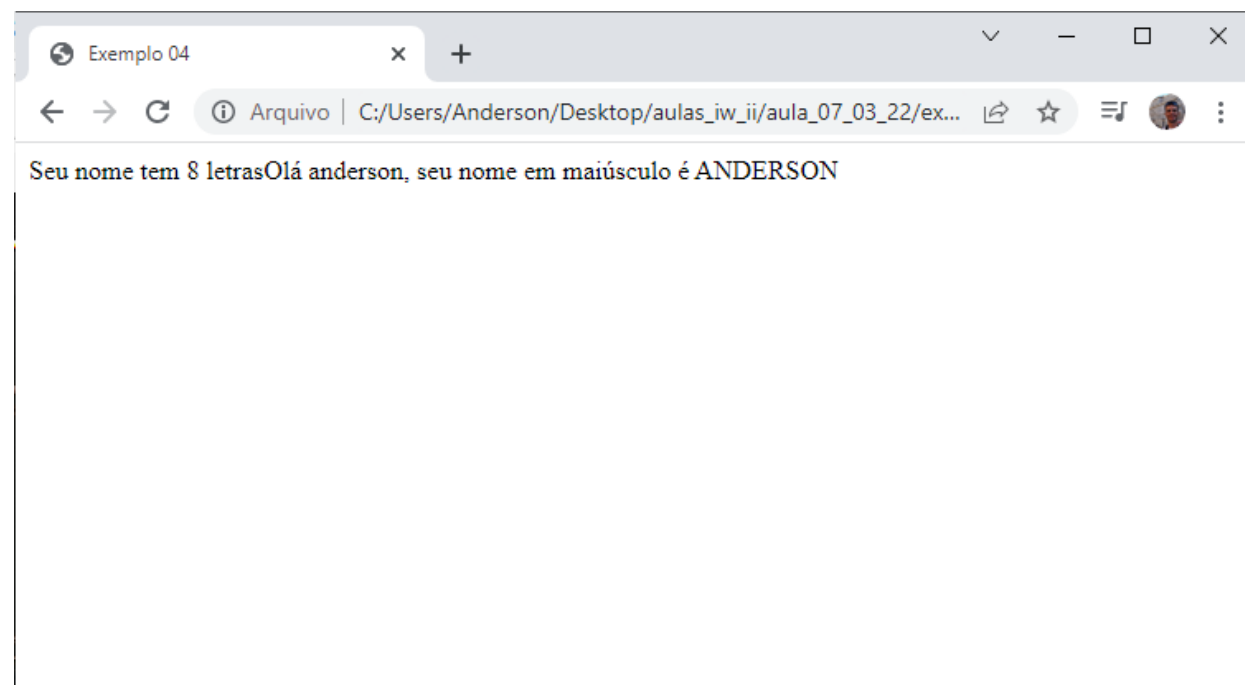 Exemplo 04
Arquivo | C:/Users/Anderson/Desktop/aulas_iw_ii/aula_07_03_22/ex...
Seu nome tem 8 letrasOlá anderson, seu nome em maiúsculo é ANDERSON